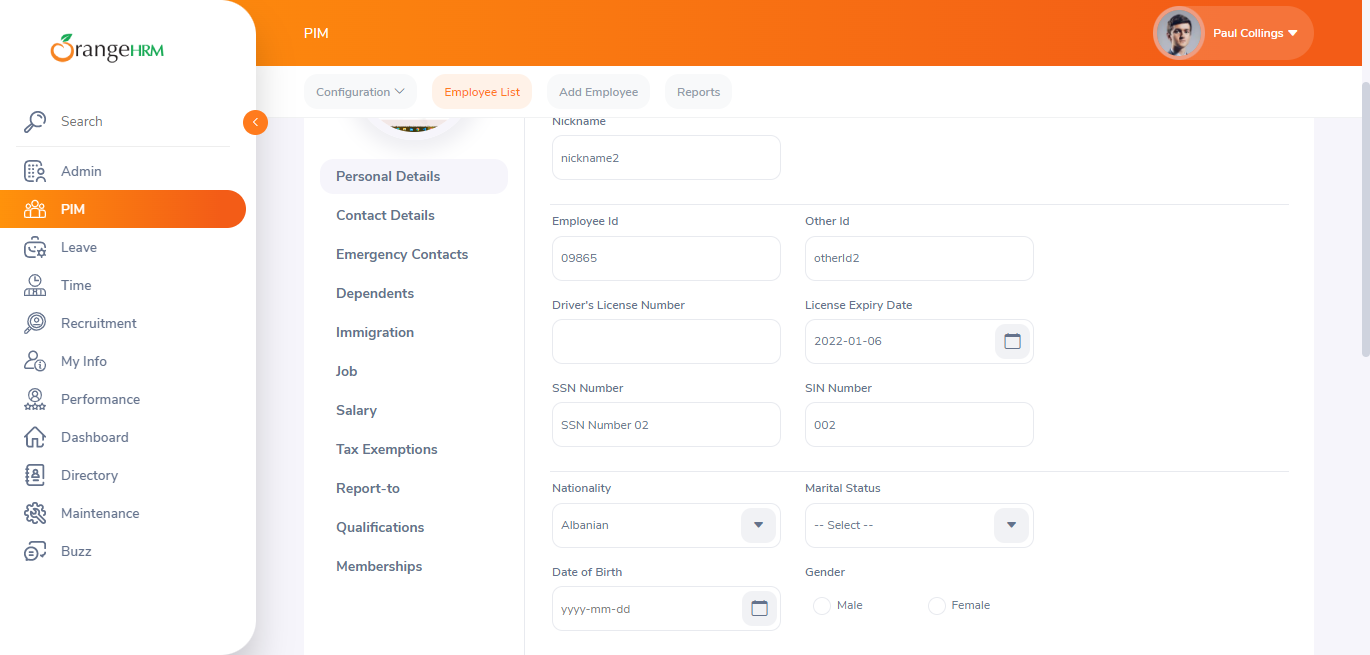 OrangeHRM
Search
Admin
PIM
Leave
Time
Recruitment
My Info
Performance
Dashboard
Directory
Maintenance
Buzz
PIM
Paul Collings
Configuration
Employee List
Add Employee
Reports
Personal Details
Contact Details
Emergency Contacts
Dependents
Immigration
Job
Salary
Tax Exemptions
Report-to
Qualifications
Memberships
Nickname
nickname2
Employee Id
Other Id
09865
otherId2
Driver's License Number
License Expiry Date
2022-01-06
SSN Number
SIN Number
SSN Number 02
002
Nationality
Marital Status
Albanian
-- Select --
Date of Birth
Gender
yyyy-mm-dd
Male
Female